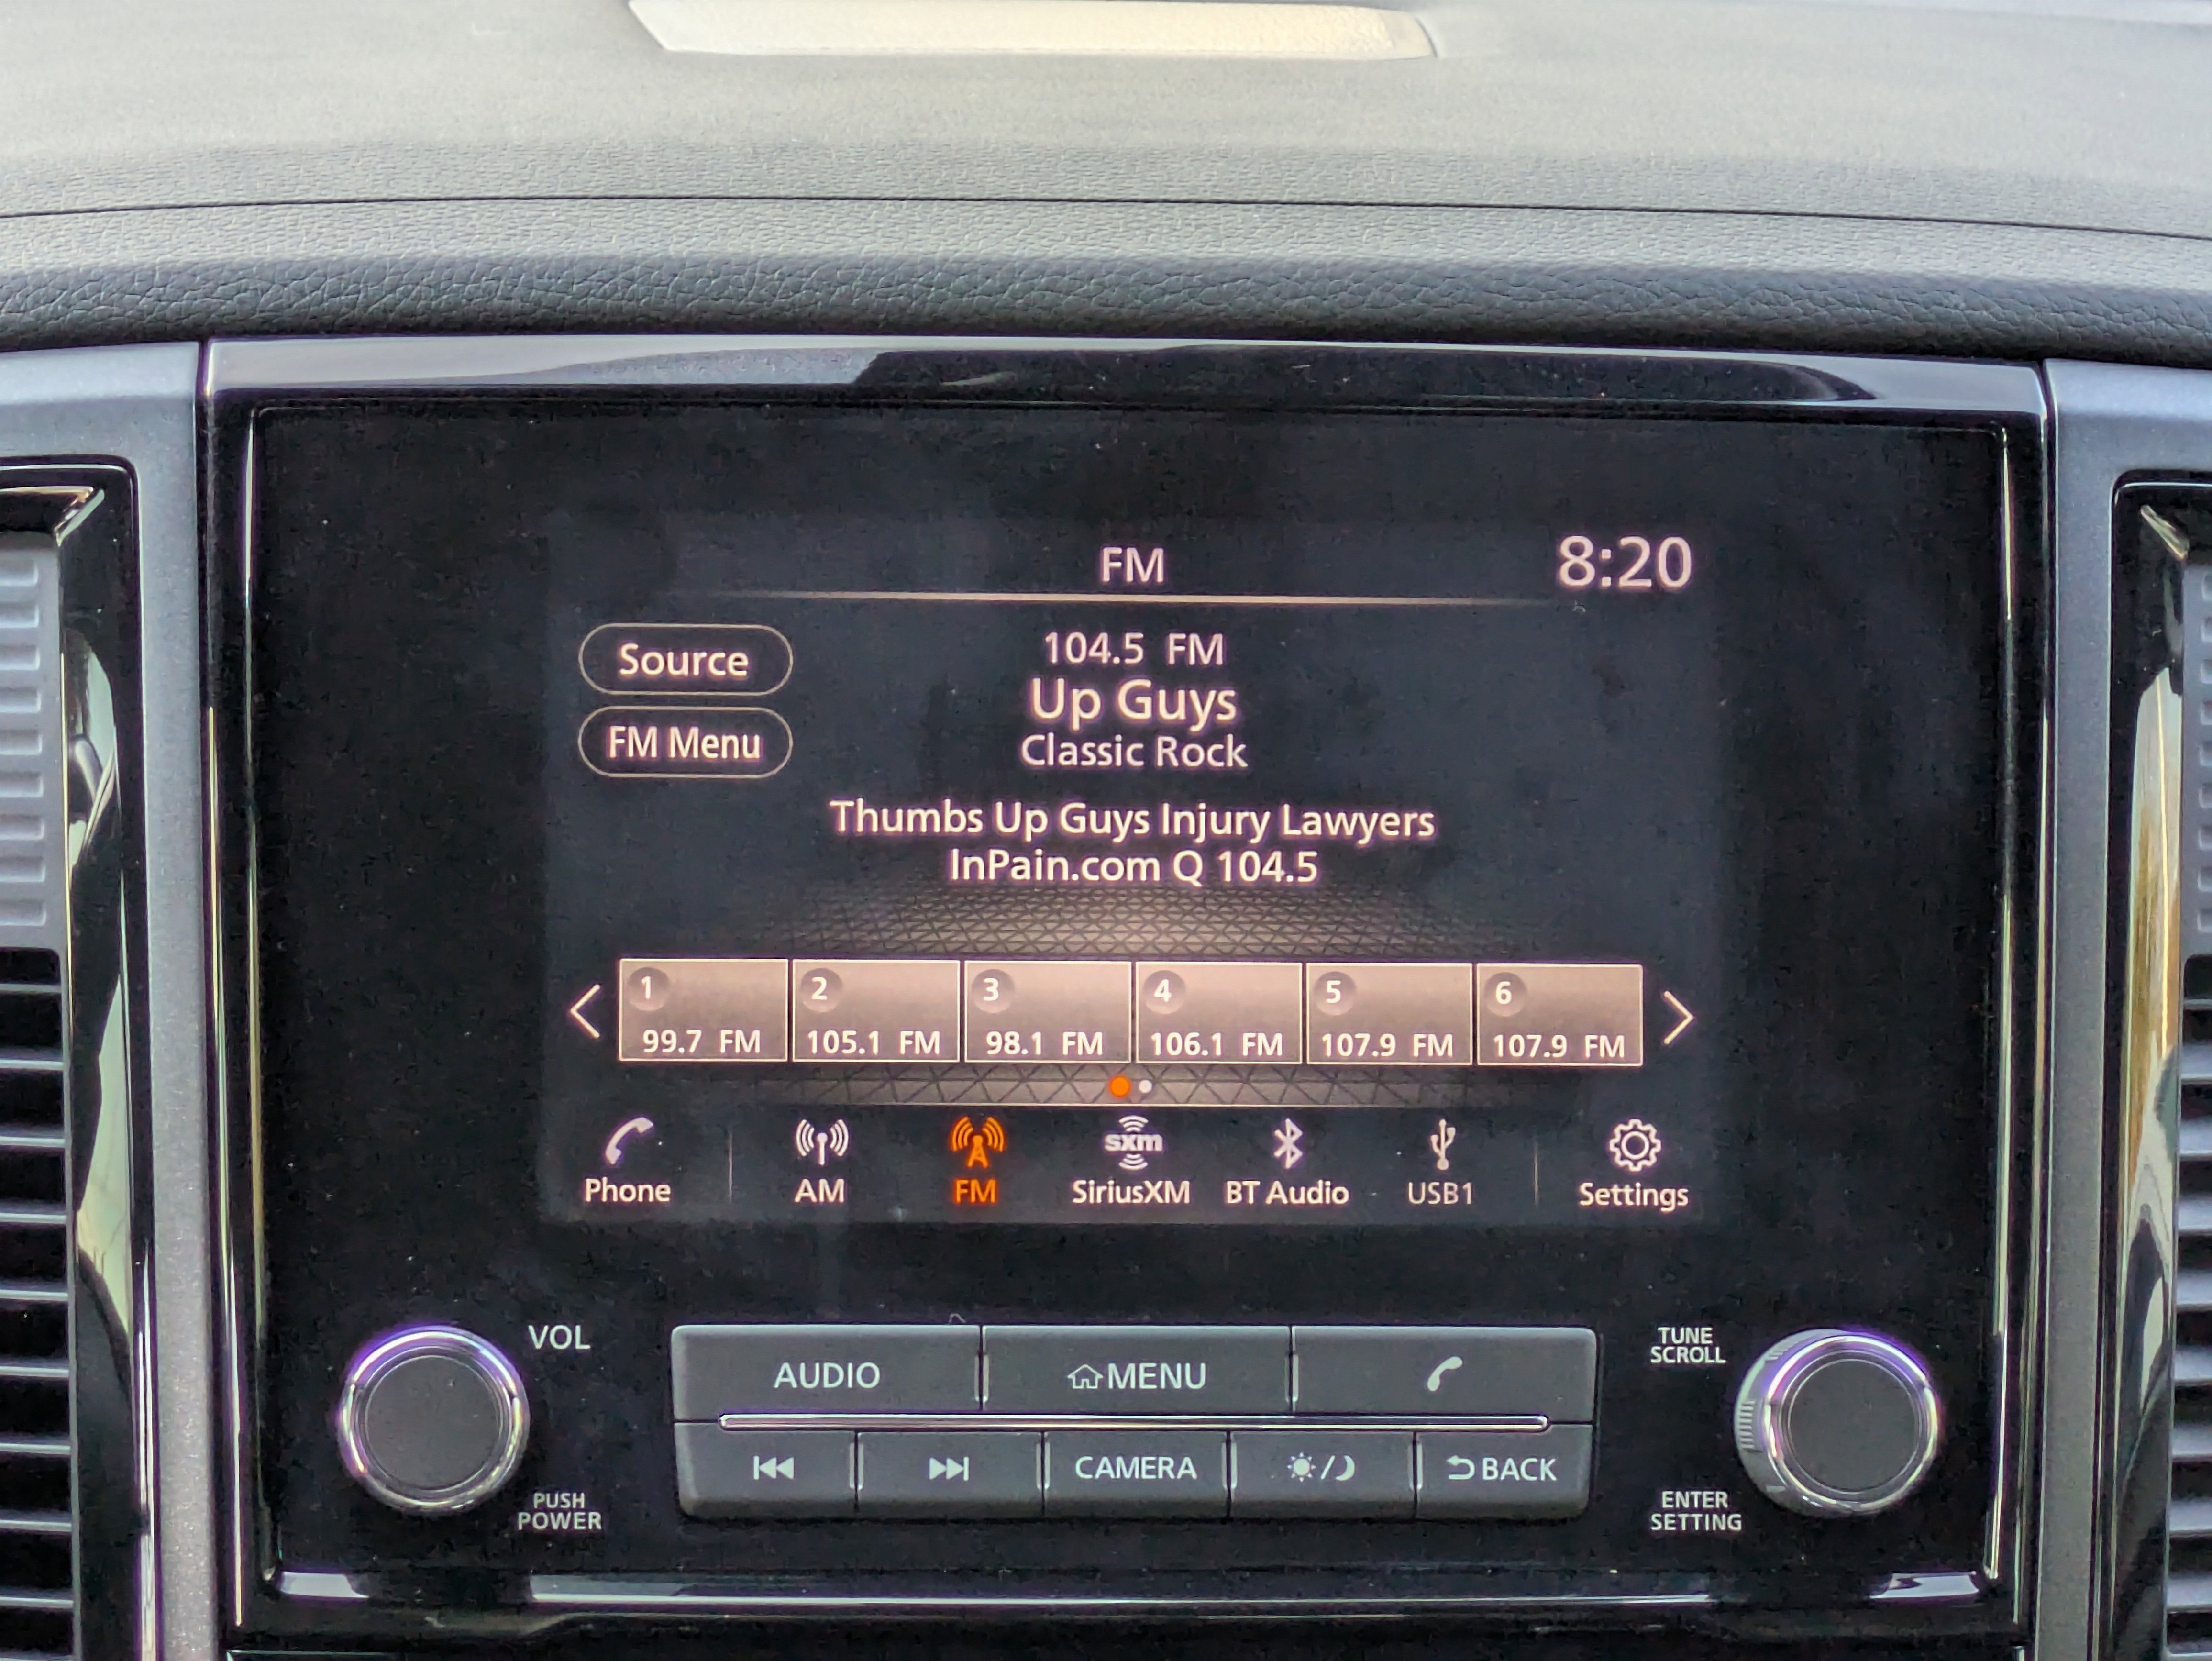 FM
8:20
Source
104.5 FM
Up Guys
FM Menu
Classic Rock
Thumbs Up Guys Injury Lawyers
InPain.com Q 104.5
1
99.7 FM
2
105.1 FM
3
98.1 FM
4
106.1 FM
5
107.9 FM
6
107.9 FM
sxm
Phone
AM
FM
SiriusXM
BT Audio
USB1
Settings
VOL
PUSH
POWER
AUDIO
MENU
CAMERA
BACK
TUNE
SCROLL
ENTER
SETTING